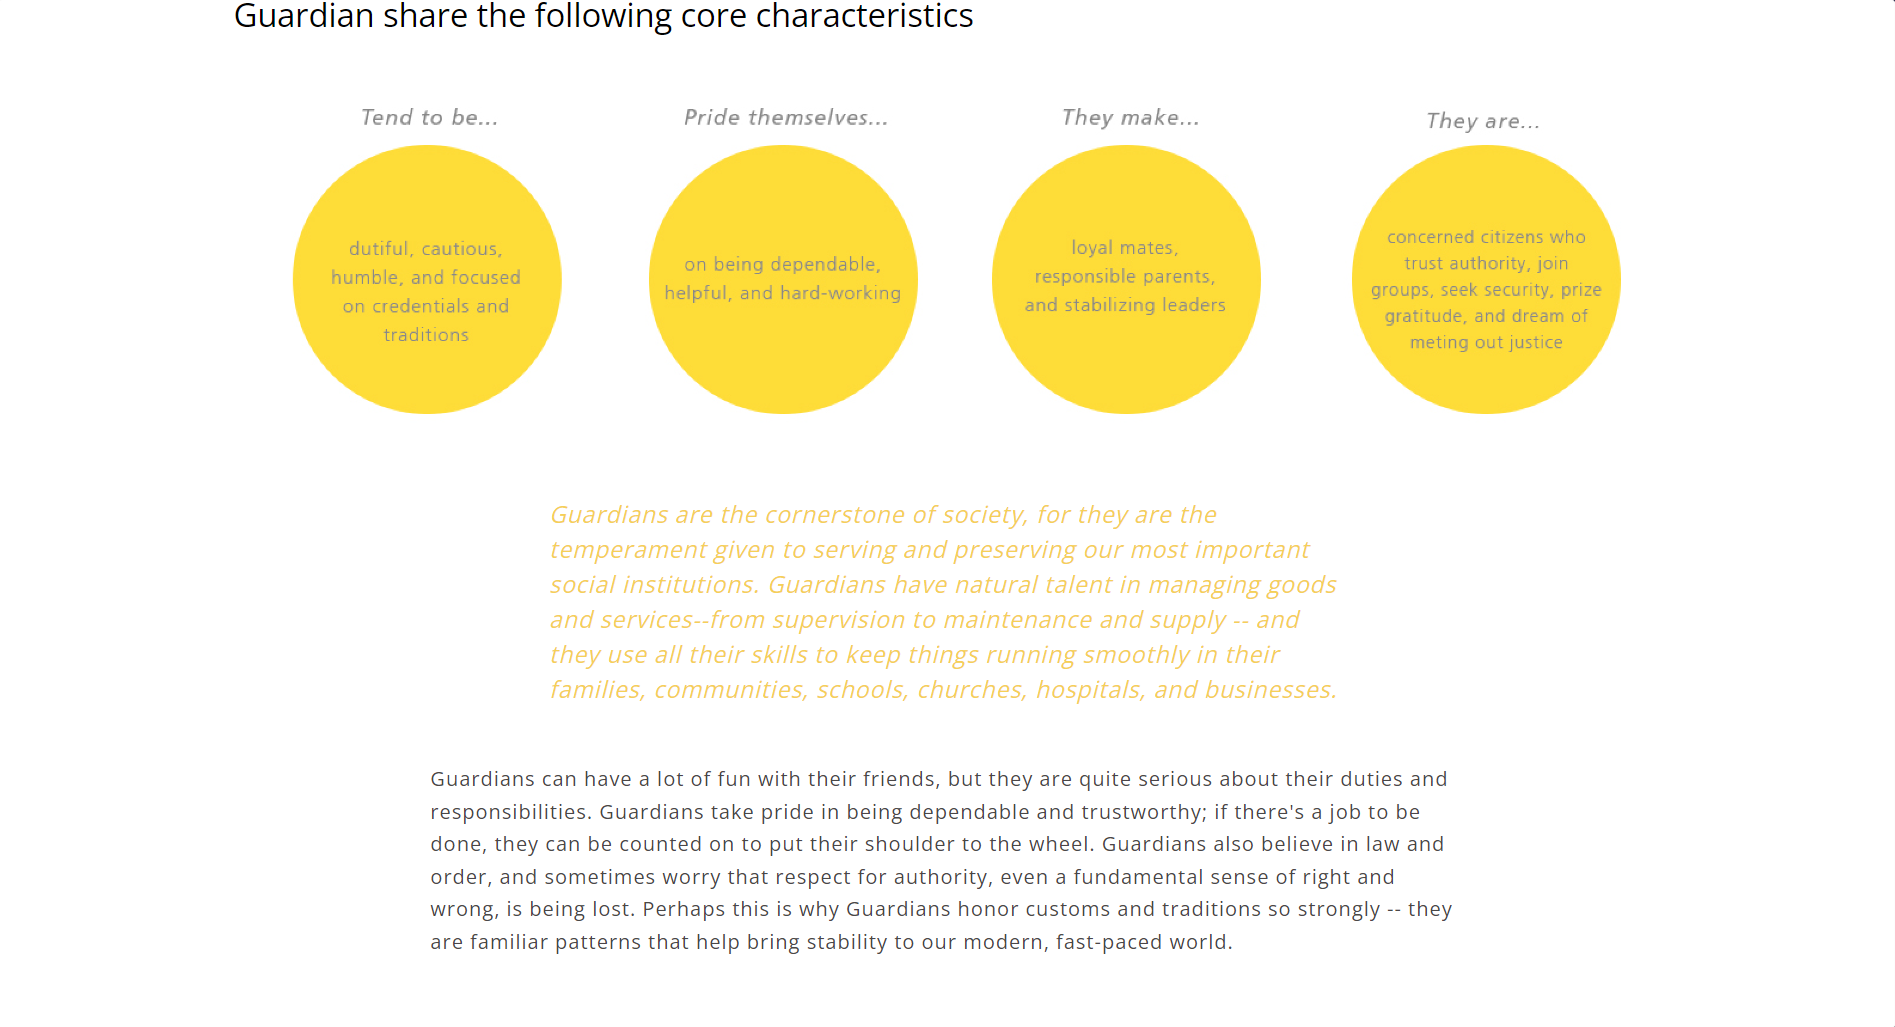 Guardian share the following core characteristics
Tend to be...
dutiful, cautious,
humble, and focused
on credentials and
traditions
Pride themselves...
on being dependable,
helpful, and hard-working
They make...
loyal mates,
responsible parents,
and stabilizing leaders
They are...
concerned citizens who
trust authority, join
groups, seek security, prize
gratitude, and dream of
meting out justice
Guardians are the cornerstone of society, for they are the
temperament given to serving and preserving our most important
social institutions. Guardians have natural talent in managing goods
and services--from supervision to maintenance and supply -- and
they use all their skills to keep things running smoothly in their
families, communities, schools, churches, hospitals, and businesses.
Guardians can have a lot of fun with their friends, but they are quite serious about their duties and
responsibilities. Guardians take pride in being dependable and trustworthy; if there's a job to be
done, they can be counted on to put their shoulder to the wheel. Guardians also believe in law and
order, and sometimes worry that respect for authority, even a fundamental sense of right and
wrong, is being lost. Perhaps this is why Guardians honor customs and traditions so strongly -- they
are familiar patterns that help bring stability to our modern, fast-paced world.